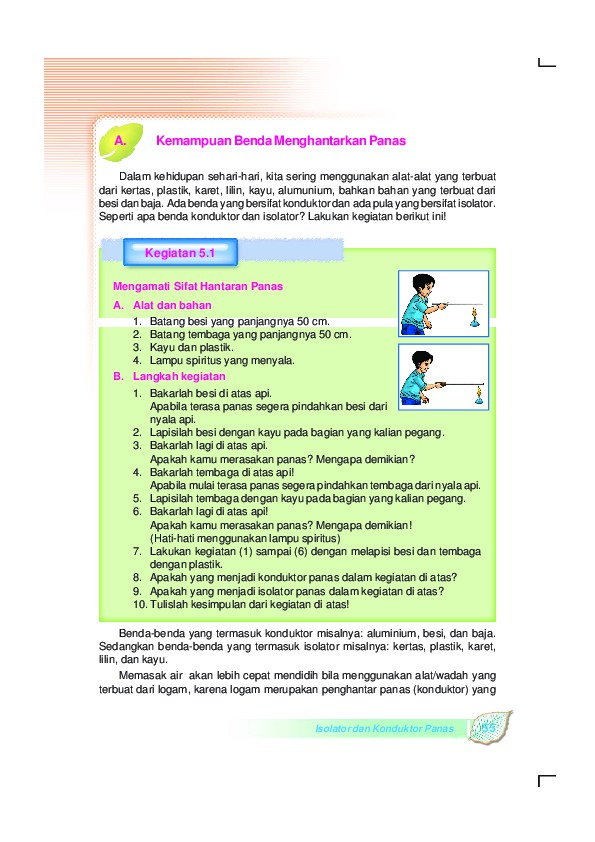 A. Kemampuan Benda Menghantarkan Panas
Dalam kehidupan sehari-hari, kita sering menggunakan alat-alat yang terbuat
dari kertas, plastik, karet, lilin, kayu, alumunium, bahkan bahan yang terbuat dari
besi dan baja. Ada benda yang bersifat konduktor dan ada pula yang bersifat isolator.
Seperti apa benda konduktor dan isolator? Lakukan kegiatan berikut ini!
Kegiatan 5.1
Mengamati Sifat Hantaran Panas
A. Alat dan bahan
1. Batang besi yang panjangnya 50 cm.
2. Batang tembaga yang panjangnya 50 cm.
3. Kayu dan plastik.
4. Lampu spiritus yang menyala.
B. Langkah kegiatan
1. Bakarlah besi di atas api.
Apabila terasa panas segera pindahkan besi dari
nyala api.
2. Lapisilah besi dengan kayu pada bagian yang kalian pegang.
3. Bakarlah lagi di atas api.
Apakah kamu merasakan panas? Mengapa demikian?
4. Bakarlah tembaga di atas api!
Apabila mulai terasa panas segera pindahkan tembaga dari nyala api.
5. Lapisilah tembaga dengan kayu pada bagian yang kalian pegang.
6. Bakarlah lagi di atas api!
Apakah kamu merasakan panas? Mengapa demikian!
(Hati-hati menggunakan lampu spiritus)
7. Lakukan kegiatan (1) sampai (6) dengan melapisi besi dan tembaga
dengan plastik.
8. Apakah yang menjadi konduktor panas dalam kegiatan di atas?
9. Apakah yang menjadi isolator panas dalam kegiatan di atas?
10. Tulislah kesimpulan dari kegiatan di atas!
Benda-benda yang termasuk konduktor misalnya: aluminium, besi, dan baja.
Sedangkan benda-benda yang termasuk isolator misalnya: kertas, plastik, karet,
lilin, dan kayu.
Memasak air akan lebih cepat mendidih bila menggunakan alat/wadah yang
terbuat dari logam, karena logam merupakan penghantar panas (konduktor) yang
Isolator dan Konduktor Panas 55